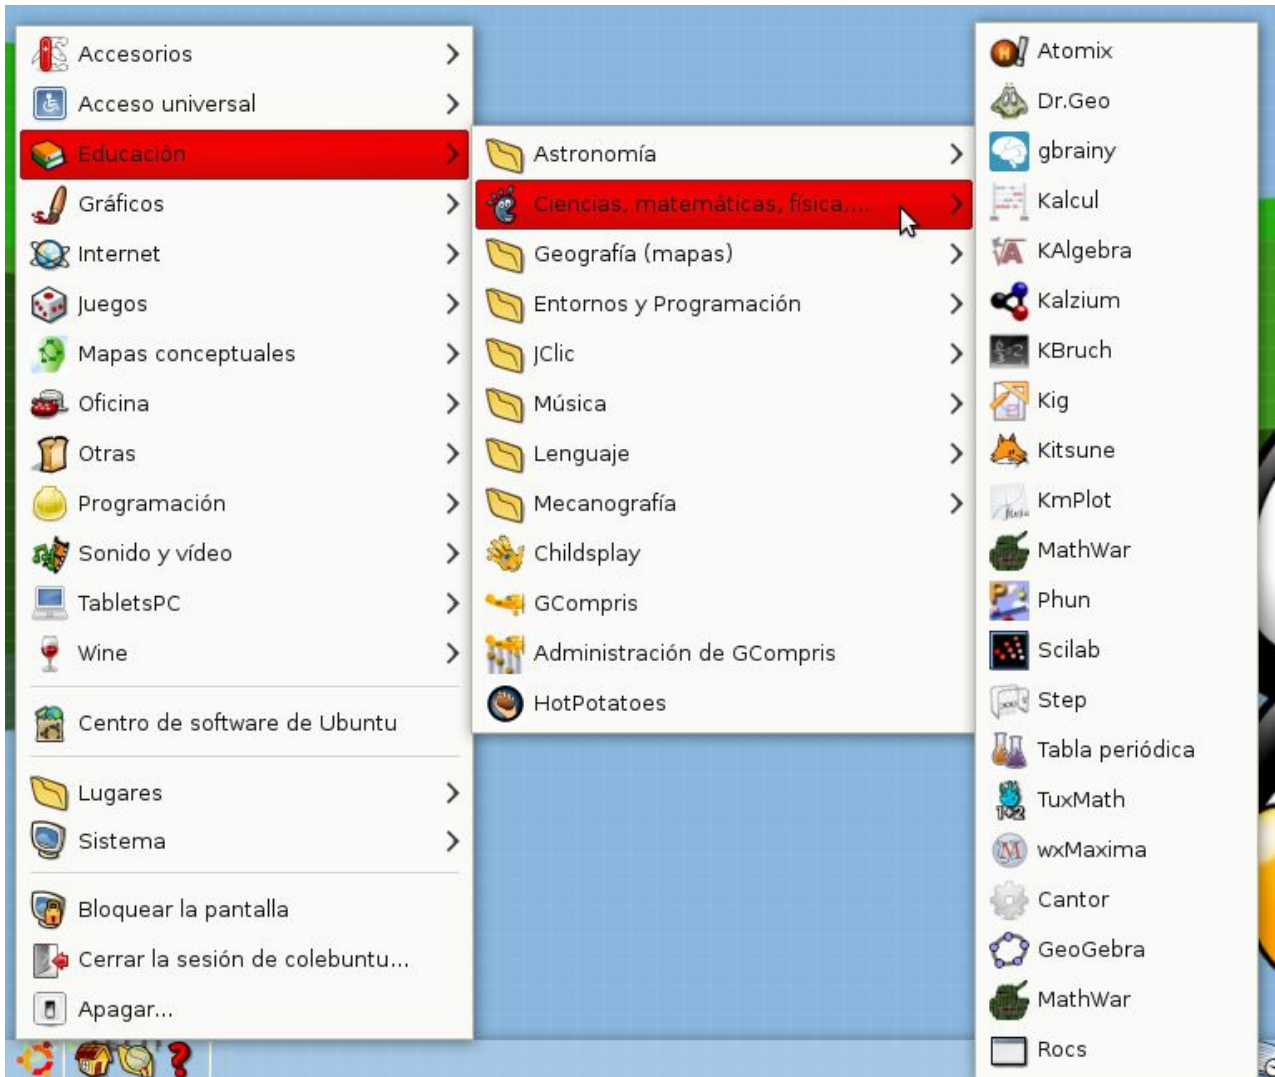 Accesorios
Acceso universal
Educación
Gráficos
Internet
Juegos
Mapas conceptuales
Oficina
Otras
Programación
Sonido y vídeo
TabletsPC
Wine
Centro de software de Ubuntu
Lugares
Sistema
Bloquear la pantalla
Cerrar la sesión de colebuntu...
Apagar...
Astronomía
Ciencias, matemáticas, física,...
Geografía (mapas)
Entornos y Programación
JClic
Música
Lenguaje
Mecanografía
Childsplay
GCompris
Administración de GCompris
HotPotatoes
Atomix
Dr.Geo
gbrainy
Kalcul
KAlgebra
Kalzium
KBruch
Kig
Kitsune
KmPlot
MathWar
Phun
Scilab
Step
Tabla periódica
TuxMath
wxMaxima
Cantor
GeoGebra
MathWar
Rocs